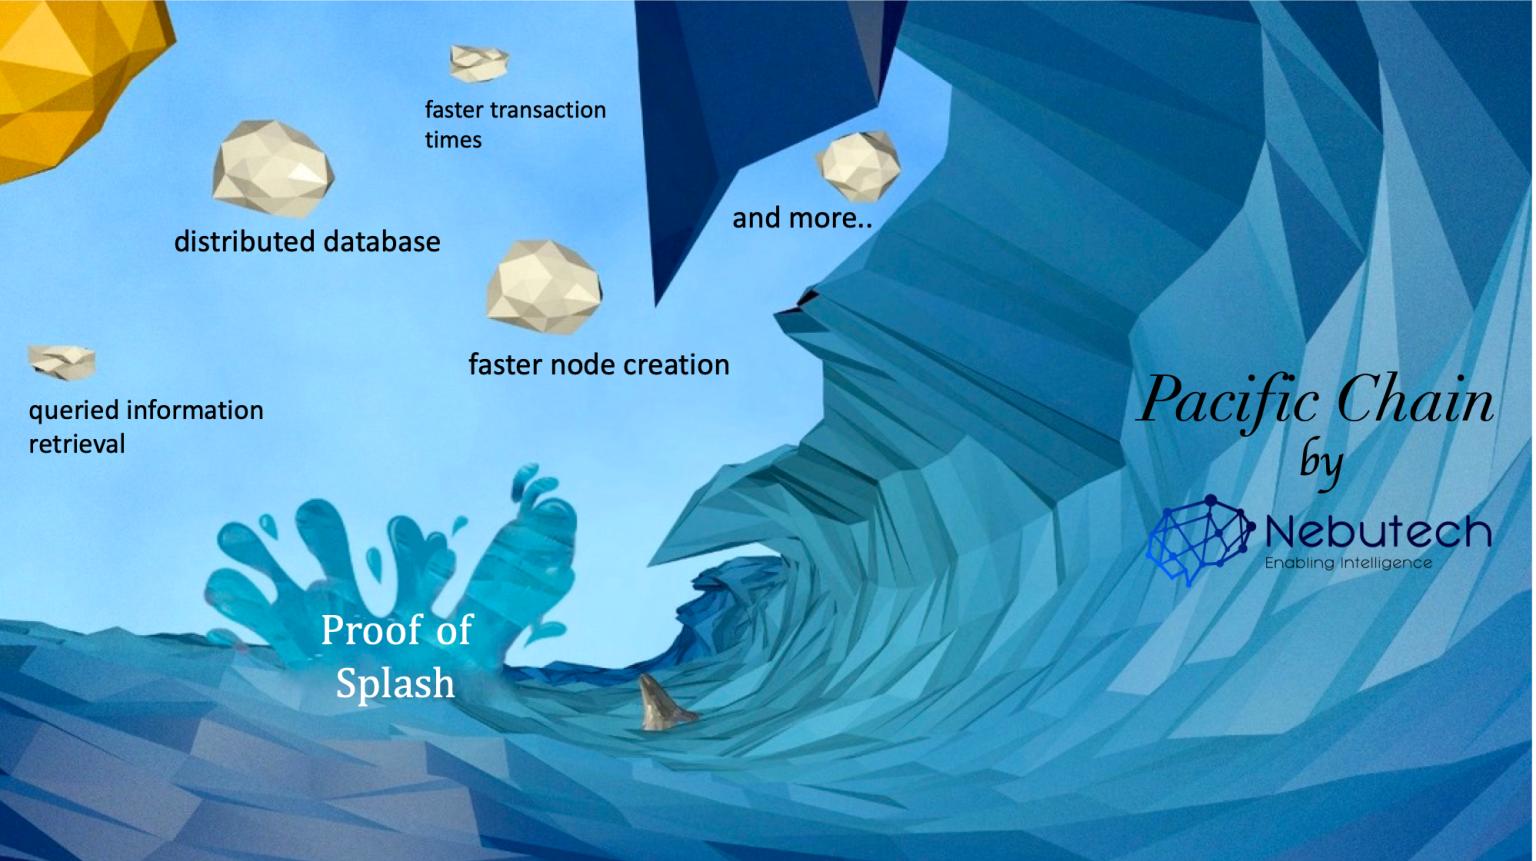 faster transaction
times
distributed database
and more..
faster node creation
queried information
retrieval
Pacific Chain
by
Nebutech
Enabling Intelligence
Proof of
Splash